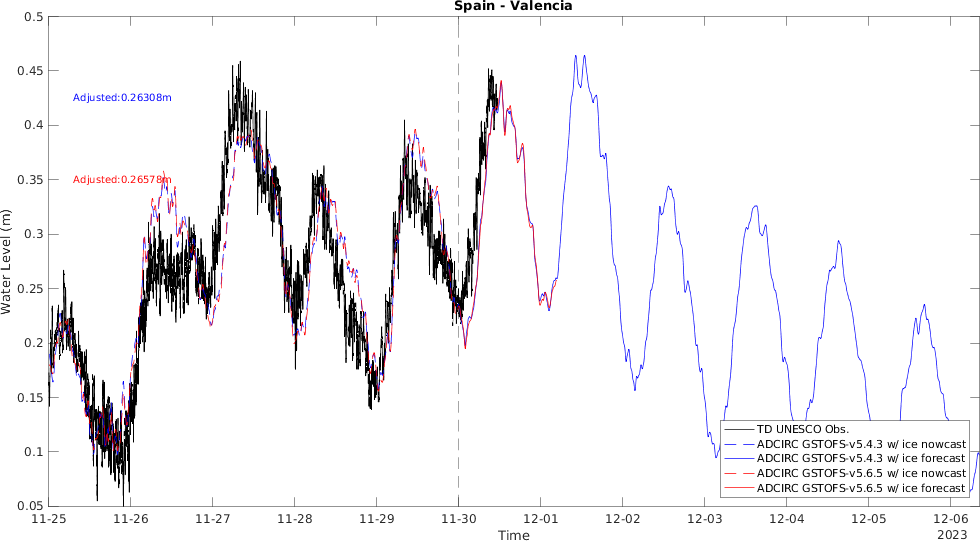 Spain - Valencia
0.5
0.45
0.4
0.35
0.3
0.25
0.2
0.15
0.1
0.05
Water Level (m)
Adjusted:0.26308m
Adjusted:0.26578m
TD UNESCO Obs.
ADCIRC GSTOFS-v5.4.3 w/ ice nowcast
ADCIRC GSTOFS-v5.4.3 w/ ice forecast
ADCIRC GSTOFS-v5.6.5 w/ ice nowcast
ADCIRC GSTOFS-v5.6.5 w/ ice forecast
11-25 11-26 11-27 11-28 11-29 11-30 12-01 12-02 12-03 12-04 12-05 12-06
Time
2023